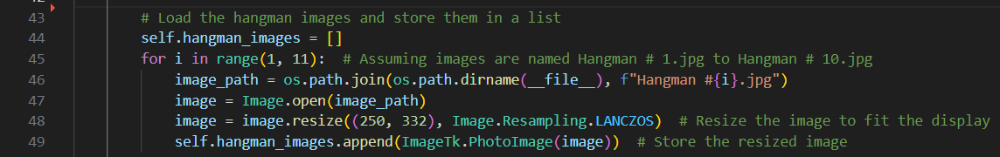 43 # Load the hangman images and store them in a list
44 self.hangman_images = []
45 for i in range(1, 11):  # Assuming images are named Hangman # 1.jpg to Hangman # 10.jpg
46     image_path = os.path.join(os.path.dirname(__file__), f"Hangman #{i}.jpg")
47     image = Image.open(image_path)
48     image = image.resize((250, 332), Image.Resampling.LANCZOS)  # Resize the image to fit the display
49     self.hangman_images.append(ImageTk.PhotoImage(image))  # Store the resized image